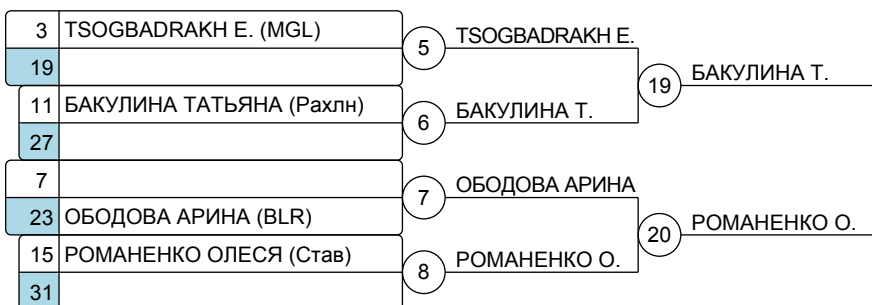 3 TSOGBADRAKH E. (MGL)
19
11 БАКУЛИНА ТАТЬЯНА (Рахлн)
27
7
23 ОБОДОВА АРИНА (BLR)
15 РОМАНЕНКО ОЛЕСЯ (Став)
31
5 TSOGBADRAKH E.
6 БАКУЛИНА Т.
7 ОБОДОВА АРИНА
8 РОМАНЕНКО О.
19 БАКУЛИНА Т.
20 РОМАНЕНКО О.